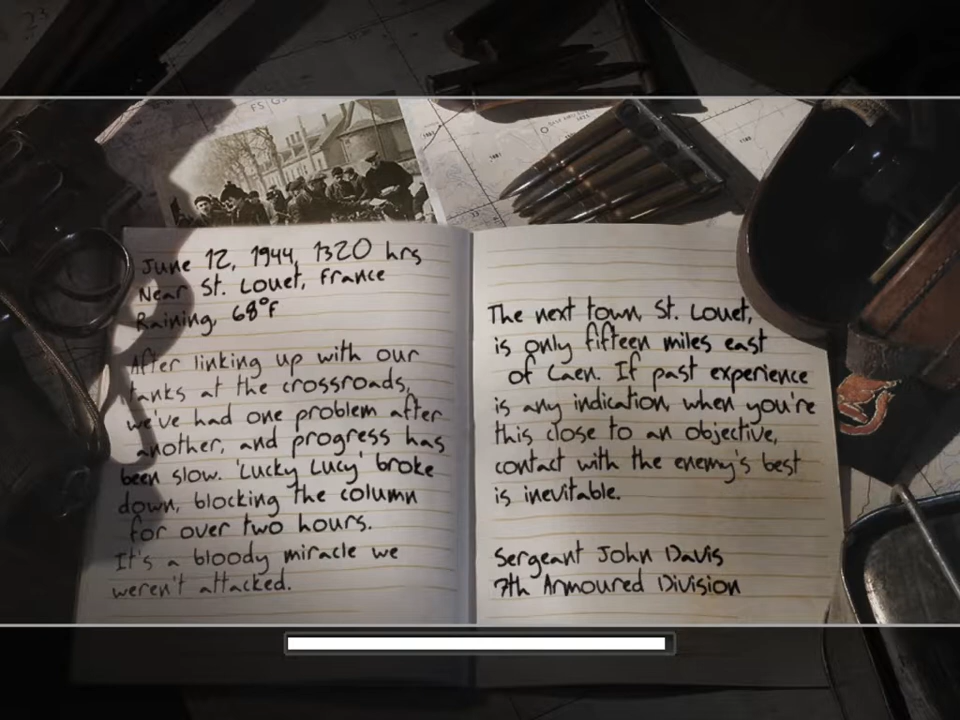 June 12, 1944, 1320 hrs
Near St. Louet, France
Raining, 68°F
After linking up with our
tanks at the crossroads,
we've had one problem after
another, and progress has
been slow. 'Lucky Lucy' broke
down, blocking the column
for over two hours.
It's a bloody miracle we
weren't attacked.
The next town, St. Louet,
is only fifteen miles east
of Caen. If past experience
is any indication, when you're
this close to an objective,
contact with the enemy's best
is inevitable.
Sergeant John Davis
7th Armoured Division